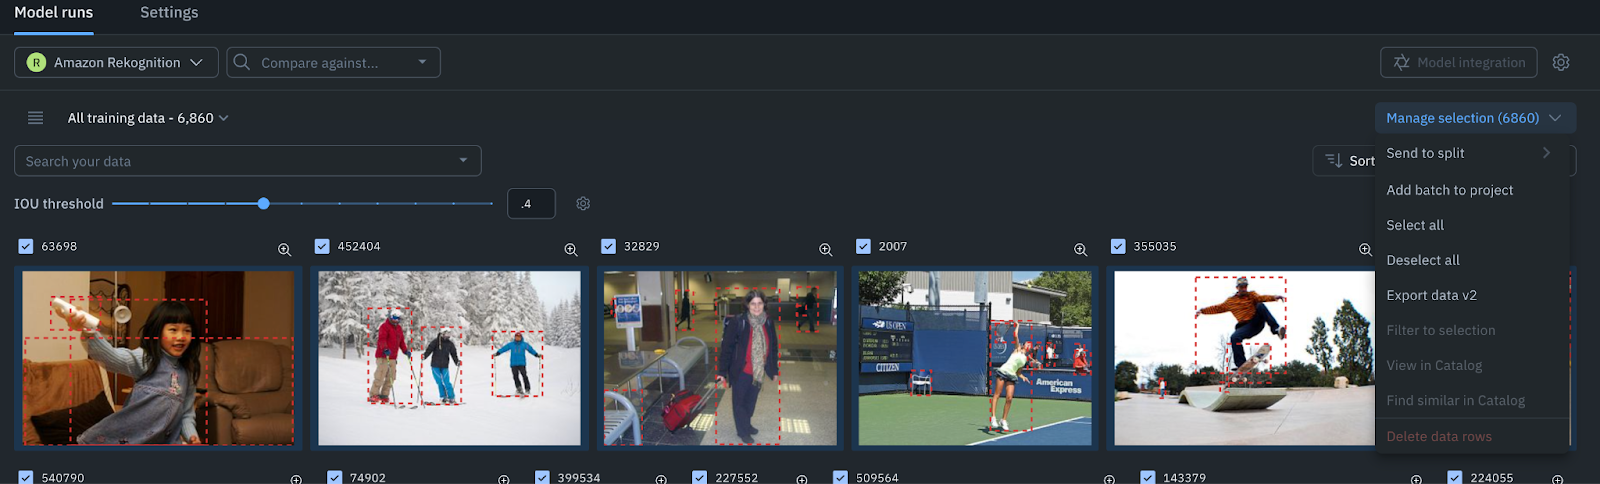 Model runs Settings
R Amazon Rekognition Compare against... Model integration
All training data - 6,860 Manage selection (6860)
Search your data Sort
Send to split
Add batch to project
IOU threshold .4
Select all
63698 452404 32829 2007 355035
Deselect all
Export data v2
Filter to selection
View in Catalog
Find similar in Catalog
Delete data rows
US OPEN
CITIZEN
American
Express
540790 74902 399534 227552 509564 143379 224055